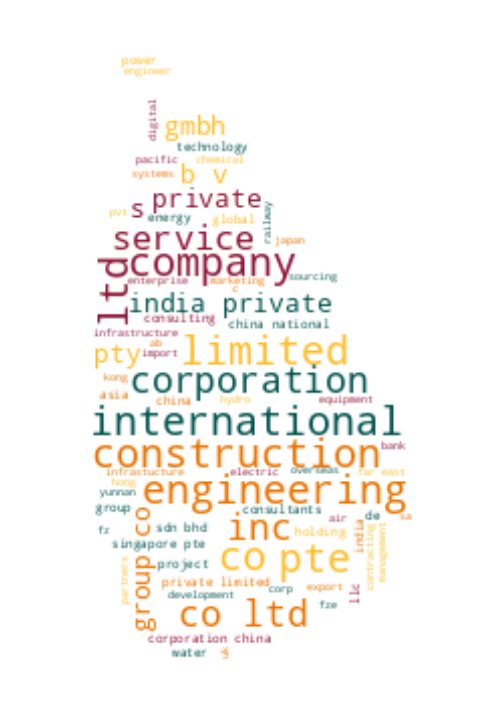 power
engineer
digital
gmbh
technology
pacific chemical
systems b v
s private
pvt energy global
railway
service japan
ltd company
enterprise marketing sourcing
c
india private
consulting china national
infrastructure
ab
pty import limited
kong corporation
asia china hydro equipment
international
construction bank
infrastucture electric overseas far east
hong
yunnan engineering
group consultants
fz sdn bhd inc air de sa
singapore pte holding
india
contracting
management
group co
partners
project co pte
private limited corp export llc
development fze
co ltd
corporation china
water uk